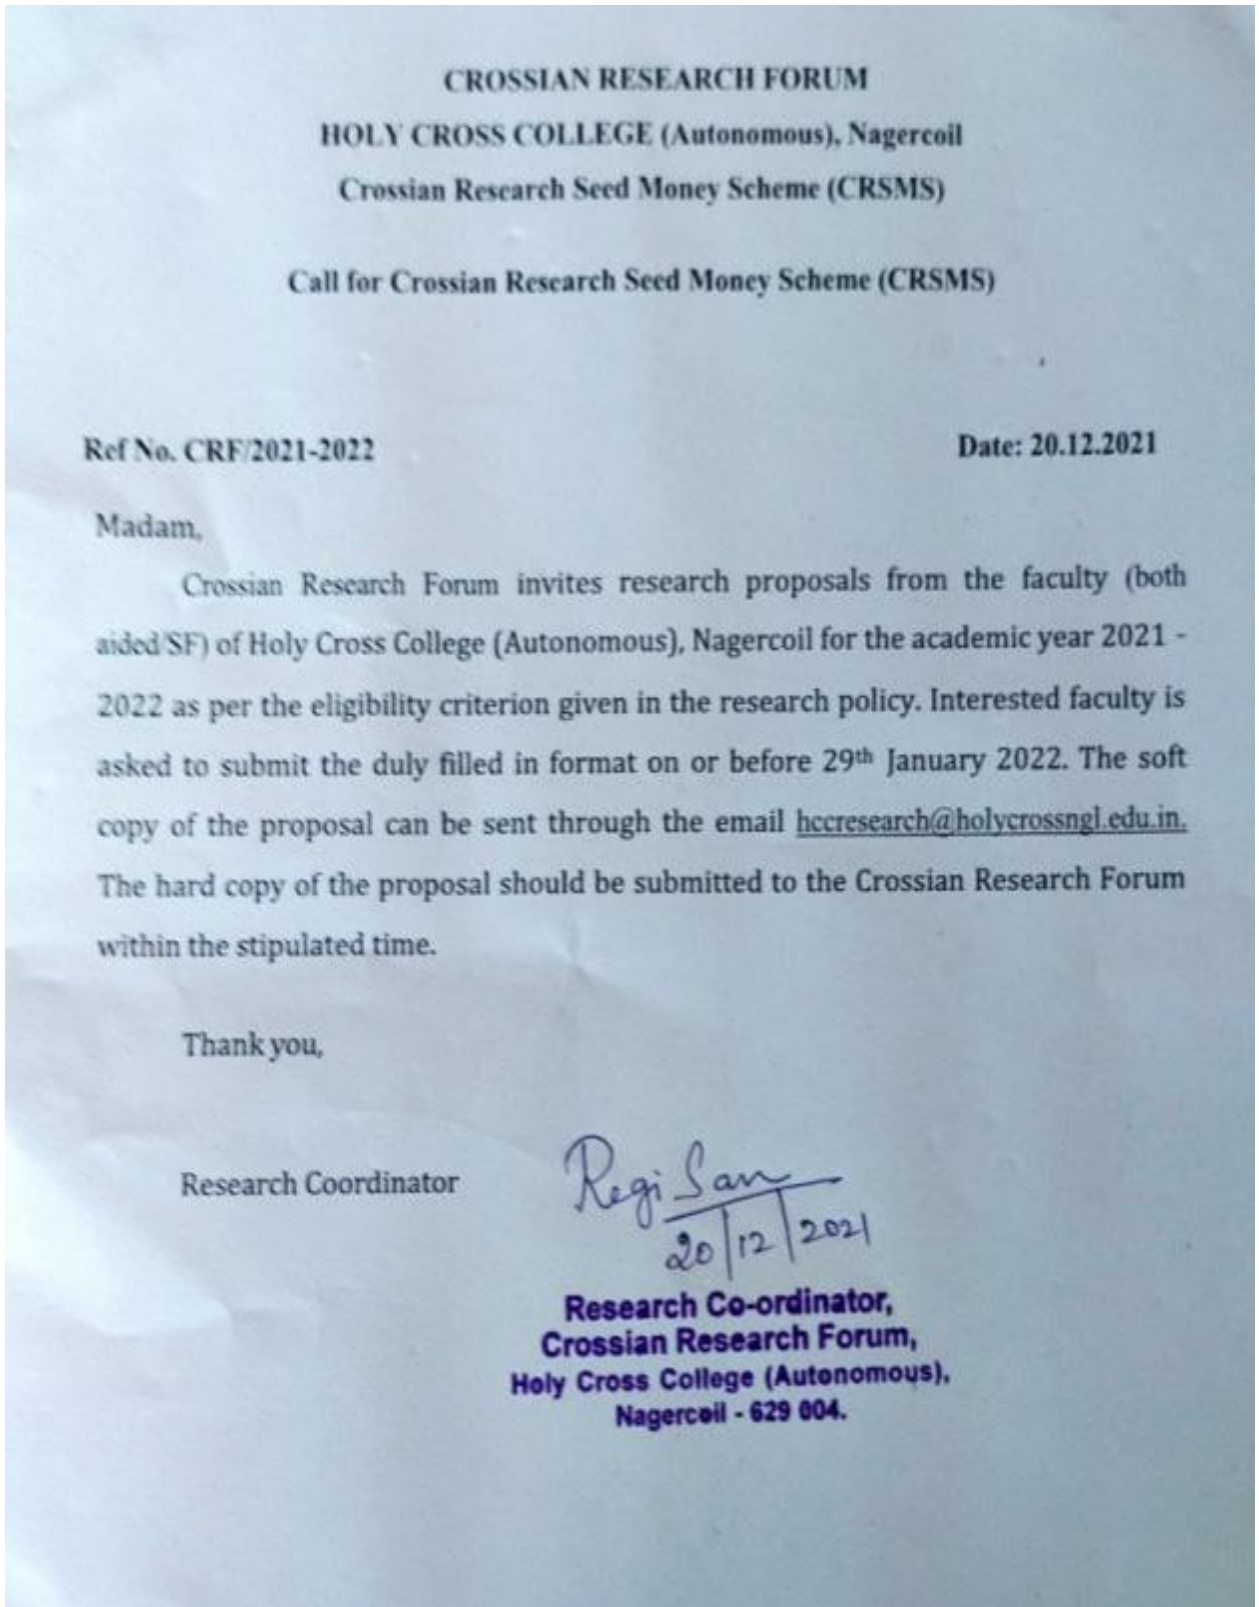 CROSSIAN RESEARCH FORUM
HOLY CROSS COLLEGE (Autonomous), Nagercoil
Crossian Research Seed Money Scheme (CRSMS)
Call for Crossian Research Seed Money Scheme (CRSMS)
Ref No. CRF/2021-2022 Date: 20.12.2021
Madam,
Crossian Research Forum invites research proposals from the faculty (both
aided/SF) of Holy Cross College (Autonomous), Nagercoil for the academic year 2021 -
2022 as per the eligibility criterion given in the research policy. Interested faculty is
asked to submit the duly filled in format on or before 29th January 2022. The soft
copy of the proposal can be sent through the email hccresearch@holycrossngl.edu.in.
The hard copy of the proposal should be submitted to the Crossian Research Forum
within the stipulated time.
Thank you,
Research Coordinator
Regi San
20/12/2021
Research Co-ordinator,
Crossian Research Forum,
Holy Cross College (Autonomous),
Nagercoil - 629 004.